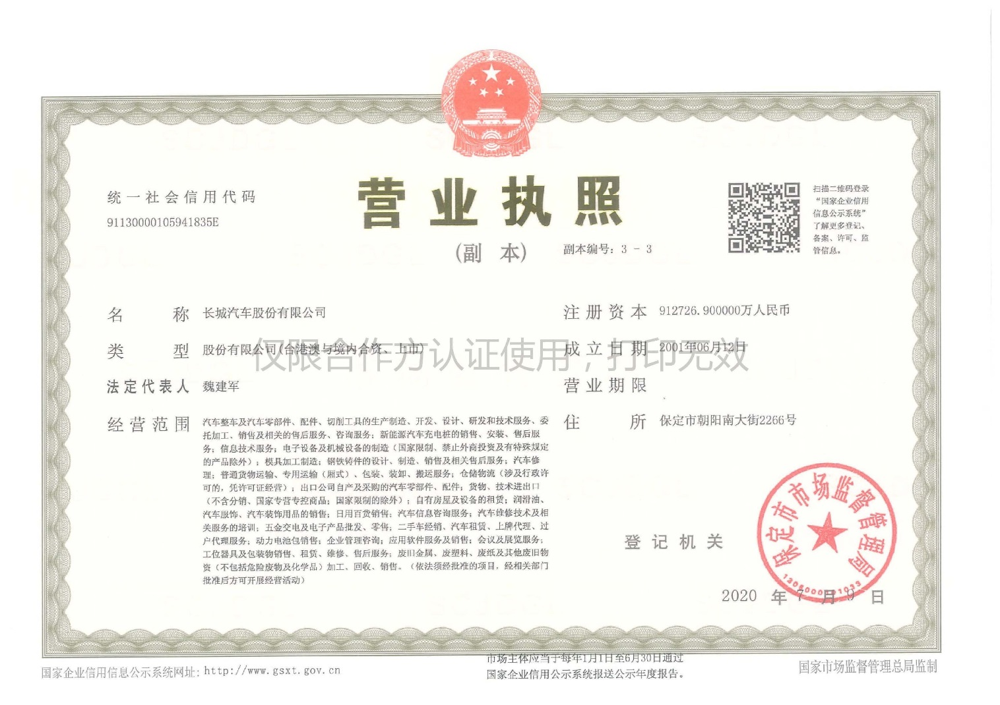 营业执照
(副 本)
副本编号：3－3
统一社会信用代码
91130000105941835E
扫描二维码登录
“国家企业信用
信息公示系统”
了解更多登记、
备案、许可、监
管信息。
名 称 长城汽车股份有限公司
类 型 股份有限公司(台港澳与境内合资、上市)
法定代表人 魏建军
经营范围 汽车整车及汽车零部件、配件、切削工具的生产制造、开发、设计、研发和技术服务、委
托加工、销售及相关的售后服务、咨询服务；新能源汽车充电桩的销售、安装、售后服
务；信息技术服务；电子设备及机械设备的制造（国家限制、禁止外商投资及有特殊规定
的产品除外）；模具加工制造；钢铁铸件的设计、制造、销售及相关售后服务；汽车修
理；普通货物运输、专用运输（厢式）、包装、装卸、搬运服务；仓储物流（涉及行政许
可的，凭许可证经营）；出口公司自产及采购的汽车零部件、配件；货物、技术进出口
（不含分销、国家专营专控商品；国家限制的除外）；自有房屋及设备的租赁；润滑油、
汽车服饰、汽车装饰用品的销售；日用百货销售；汽车信息咨询服务；汽车维修技术及相
关服务的培训；五金交电及电子产品批发、零售；二手车经销、汽车租赁、上牌代理、过
户代理服务；动力电池包销售；企业管理咨询；应用软件服务及销售；会议及展览服务；
工位器具及包装物销售、租赁、维修、售后服务；废旧金属、废塑料、废纸及其他废旧物
资（不包括危险废物及化学品）加工、回收、销售。（依法须经批准的项目，经相关部门
批准后方可开展经营活动）
注册资本 912726.900000万人民币
成立日期 2001年06月12日
营业期限
住 所 保定市朝阳南大街2266号
仅限合作方认证使用，打印无效
登记机关
保定市市场监督管理局
2020 年 7 月 9 日
国家企业信用信息公示系统网址：http://www.gsxt.gov.cn
市场主体应当于每年1月1日至6月30日通过
国家企业信用公示系统报送公示年度报告。
国家市场监督管理总局监制